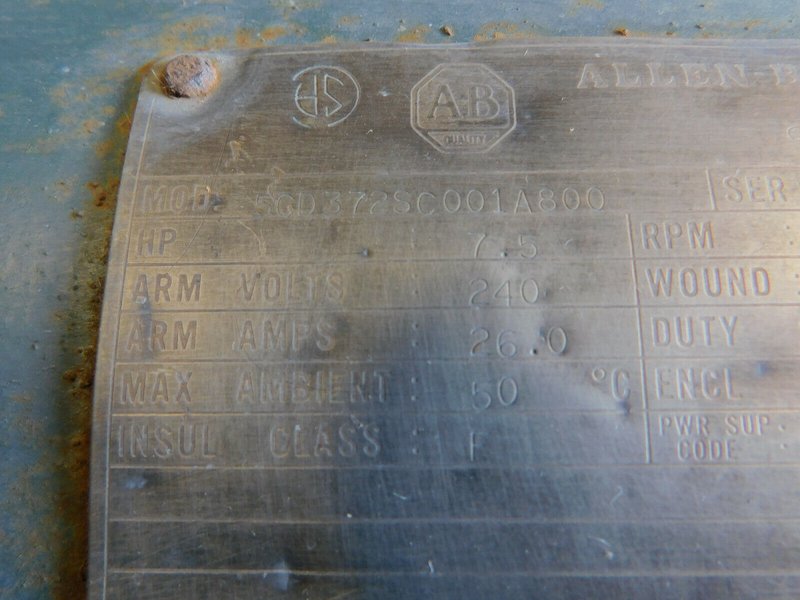 HS
A-B
QUALITY
ALLEN-B
MOD. 5CD372SC001A800 SER
HP 7.5 RPM :
ARM VOLTS : 240 WOUND :
ARM AMPS : 26.0 DUTY
MAX AMBIENT : 50 °C ENCL
INSUL CLASS : F PWR SUP
CODE